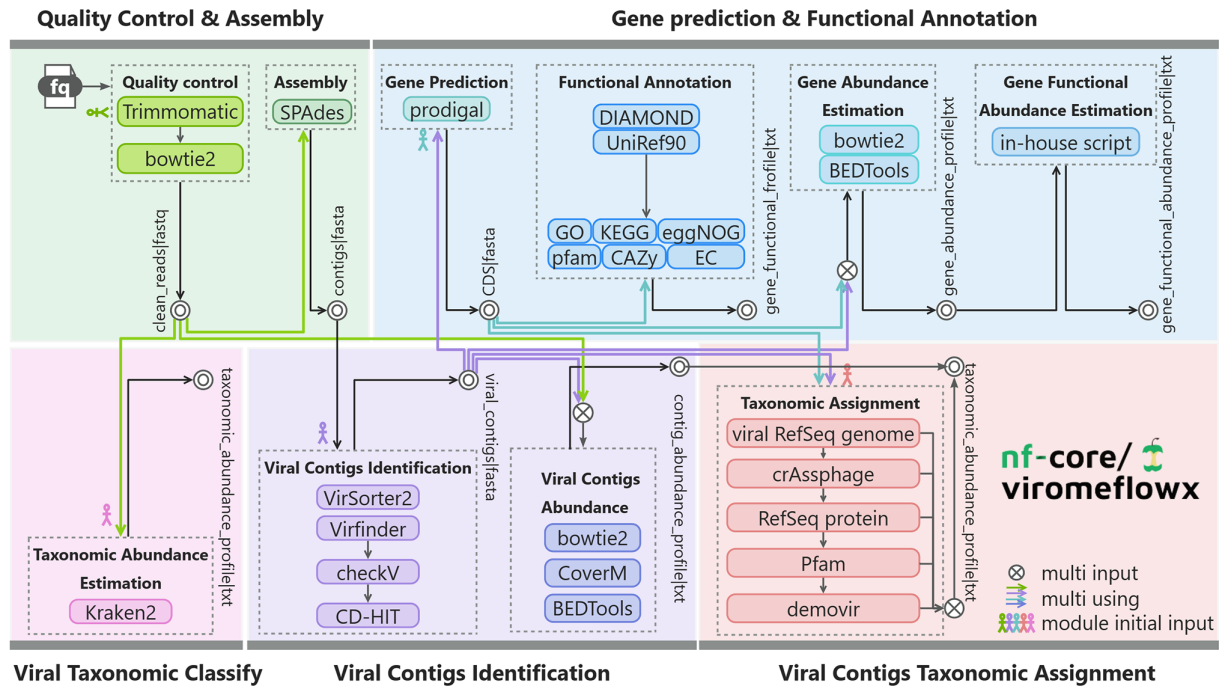 Quality Control & Assembly
Gene prediction & Functional Annotation
fq
Quality control
Trimmomatic
bowtie2
Assembly
SPAdes
clean_reads|fastq
contigs|fasta
Gene Prediction
prodigal
CDS|fasta
Functional Annotation
DIAMOND
UniRef90
GO
KEGG
eggNOG
pfam
CAZy
EC
gene_functional_frofile|txt
Gene Abundance
Estimation
bowtie2
BEDTools
gene_abundance_profile|txt
Gene Functional
Abundance Estimation
in-house script
gene_functional_abundance_profile|txt
taxonomic_abundance_profile|txt
Taxonomic Abundance
Estimation
Kraken2
viral_contigs|fasta
Viral Contigs Identification
VirSorter2
Virfinder
checkV
CD-HIT
contig_abundance_profile|txt
Viral Contigs
Abundance
bowtie2
CoverM
BEDTools
Taxonomic Assignment
viral RefSeq genome
crAssphage
RefSeq protein
Pfam
demovir
taxonomic_abundance_profile|txt
nf-core/
viromeflowx
multi input
multi using
module initial input
Viral Taxonomic Classify
Viral Contigs Identification
Viral Contigs Taxonomic Assignment